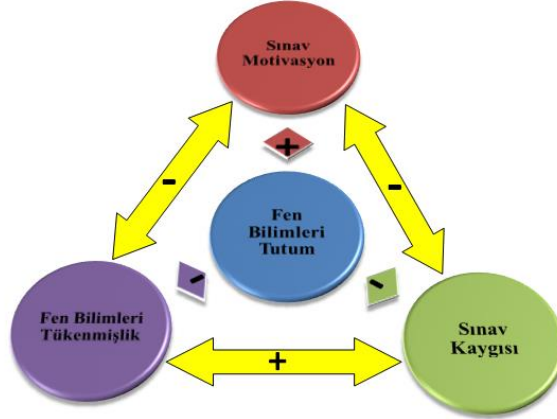 Sınav
Motivasyon
+
-
-
Fen
Bilimleri
Tutum
-
-
Fen Bilimleri
Tükenmişlik
Sınav
Kaygısı
+